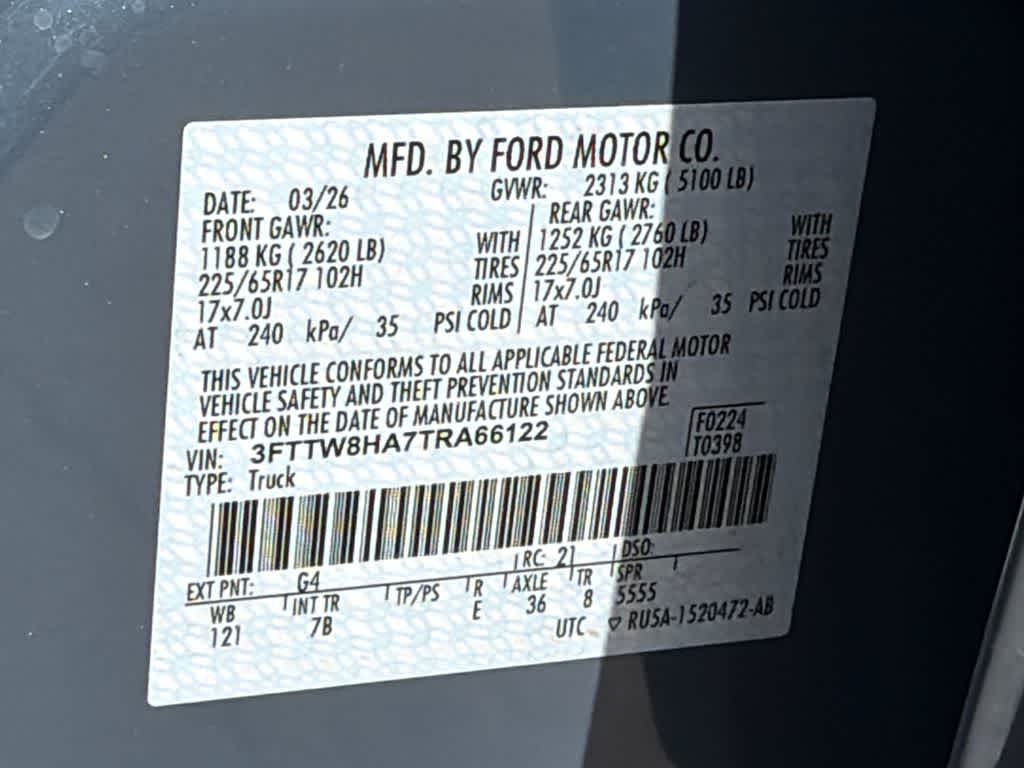 MFD. BY FORD MOTOR CO.
DATE: 03/26 GVWR: 2313 KG ( 5100 LB)
FRONT GAWR: REAR GAWR:
1188 KG ( 2620 LB) WITH 1252 KG ( 2760 LB) WITH
225/65R17 102H TIRES 225/65R17 102H TIRES
17x7.0J RIMS 17x7.0J RIMS
AT 240 kPa/ 35 PSI COLD AT 240 kPa/ 35 PSI COLD
THIS VEHICLE CONFORMS TO ALL APPLICABLE FEDERAL MOTOR
VEHICLE SAFETY AND THEFT PREVENTION STANDARDS IN
EFFECT ON THE DATE OF MANUFACTURE SHOWN ABOVE
VIN: 3FTTW8HA7TRA66122 F0224
TYPE: Truck T0398
EXT PNT: G4 RC: 21 DSO:
WB INT TR TP/PS R AXLE TR SPR
121 7B E 36 8 5555
UTC ▽ RU5A-1520472-AB